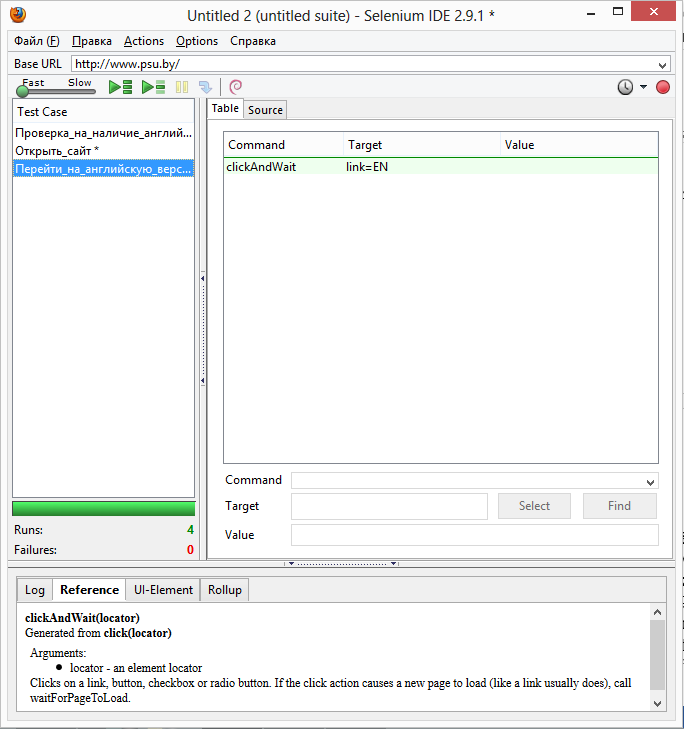 Untitled 2 (untitled suite) - Selenium IDE 2.9.1 *
Файл (F) Правка Actions Options Справка
Base URL http://www.psu.by/
Fast Slow
Test Case
Проверка_на_наличие_англий...
Открыть_сайт *
Перейти_на_английскую_верс...
Runs: 4
Failures: 0
Table Source
Command Target Value
clickAndWait link=EN
Command
Target Select Find
Value
Log Reference UI-Element Rollup
clickAndWait(locator)
Generated from click(locator)
Arguments:
● locator - an element locator
Clicks on a link, button, checkbox or radio button. If the click action causes a new page to load (like a link usually does), call
waitForPageToLoad.